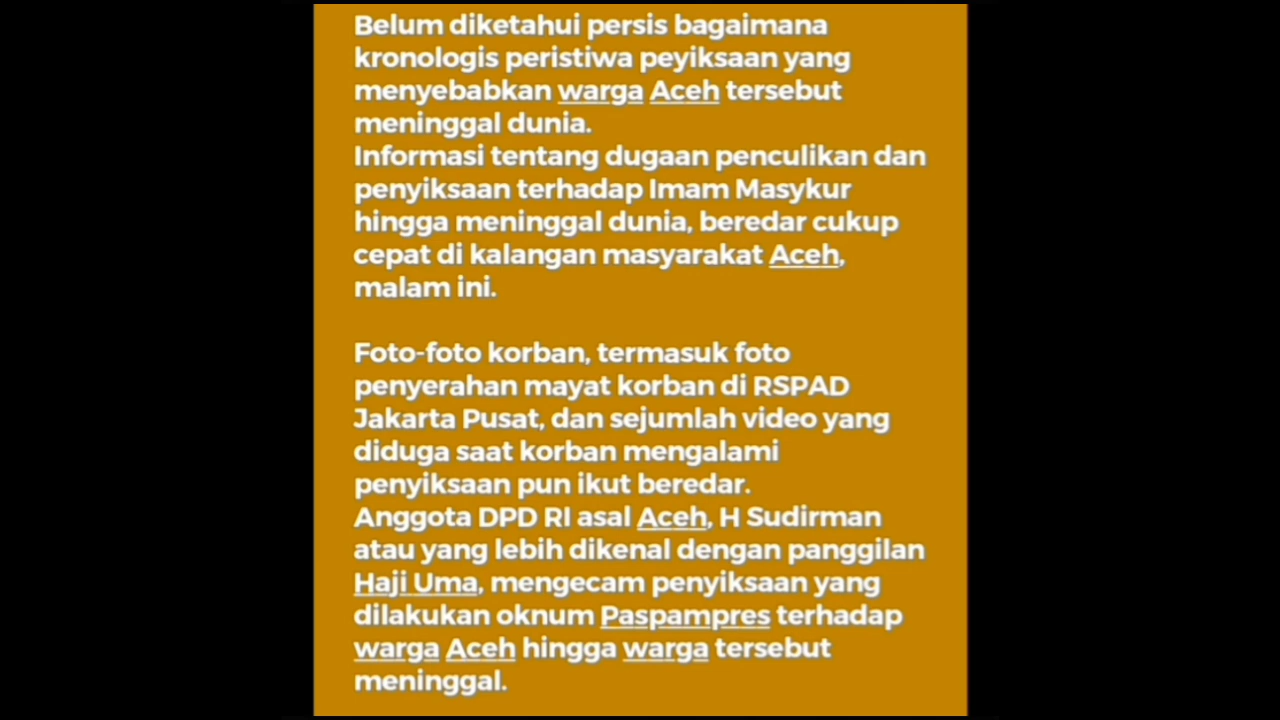 Belum diketahui persis bagaimana
kronologis peristiwa peyiksaan yang
menyebabkan warga Aceh tersebut
meninggal dunia.
Informasi tentang dugaan penculikan dan
penyiksaan terhadap Imam Masykur
hingga meninggal dunia, beredar cukup
cepat di kalangan masyarakat Aceh,
malam ini.
Foto-foto korban, termasuk foto
penyerahan mayat korban di RSPAD
Jakarta Pusat, dan sejumlah video yang
diduga saat korban mengalami
penyiksaan pun ikut beredar.
Anggota DPD RI asal Aceh, H Sudirman
atau yang lebih dikenal dengan panggilan
Haji Uma, mengecam penyiksaan yang
dilakukan oknum Paspampres terhadap
warga Aceh hingga warga tersebut
meninggal.